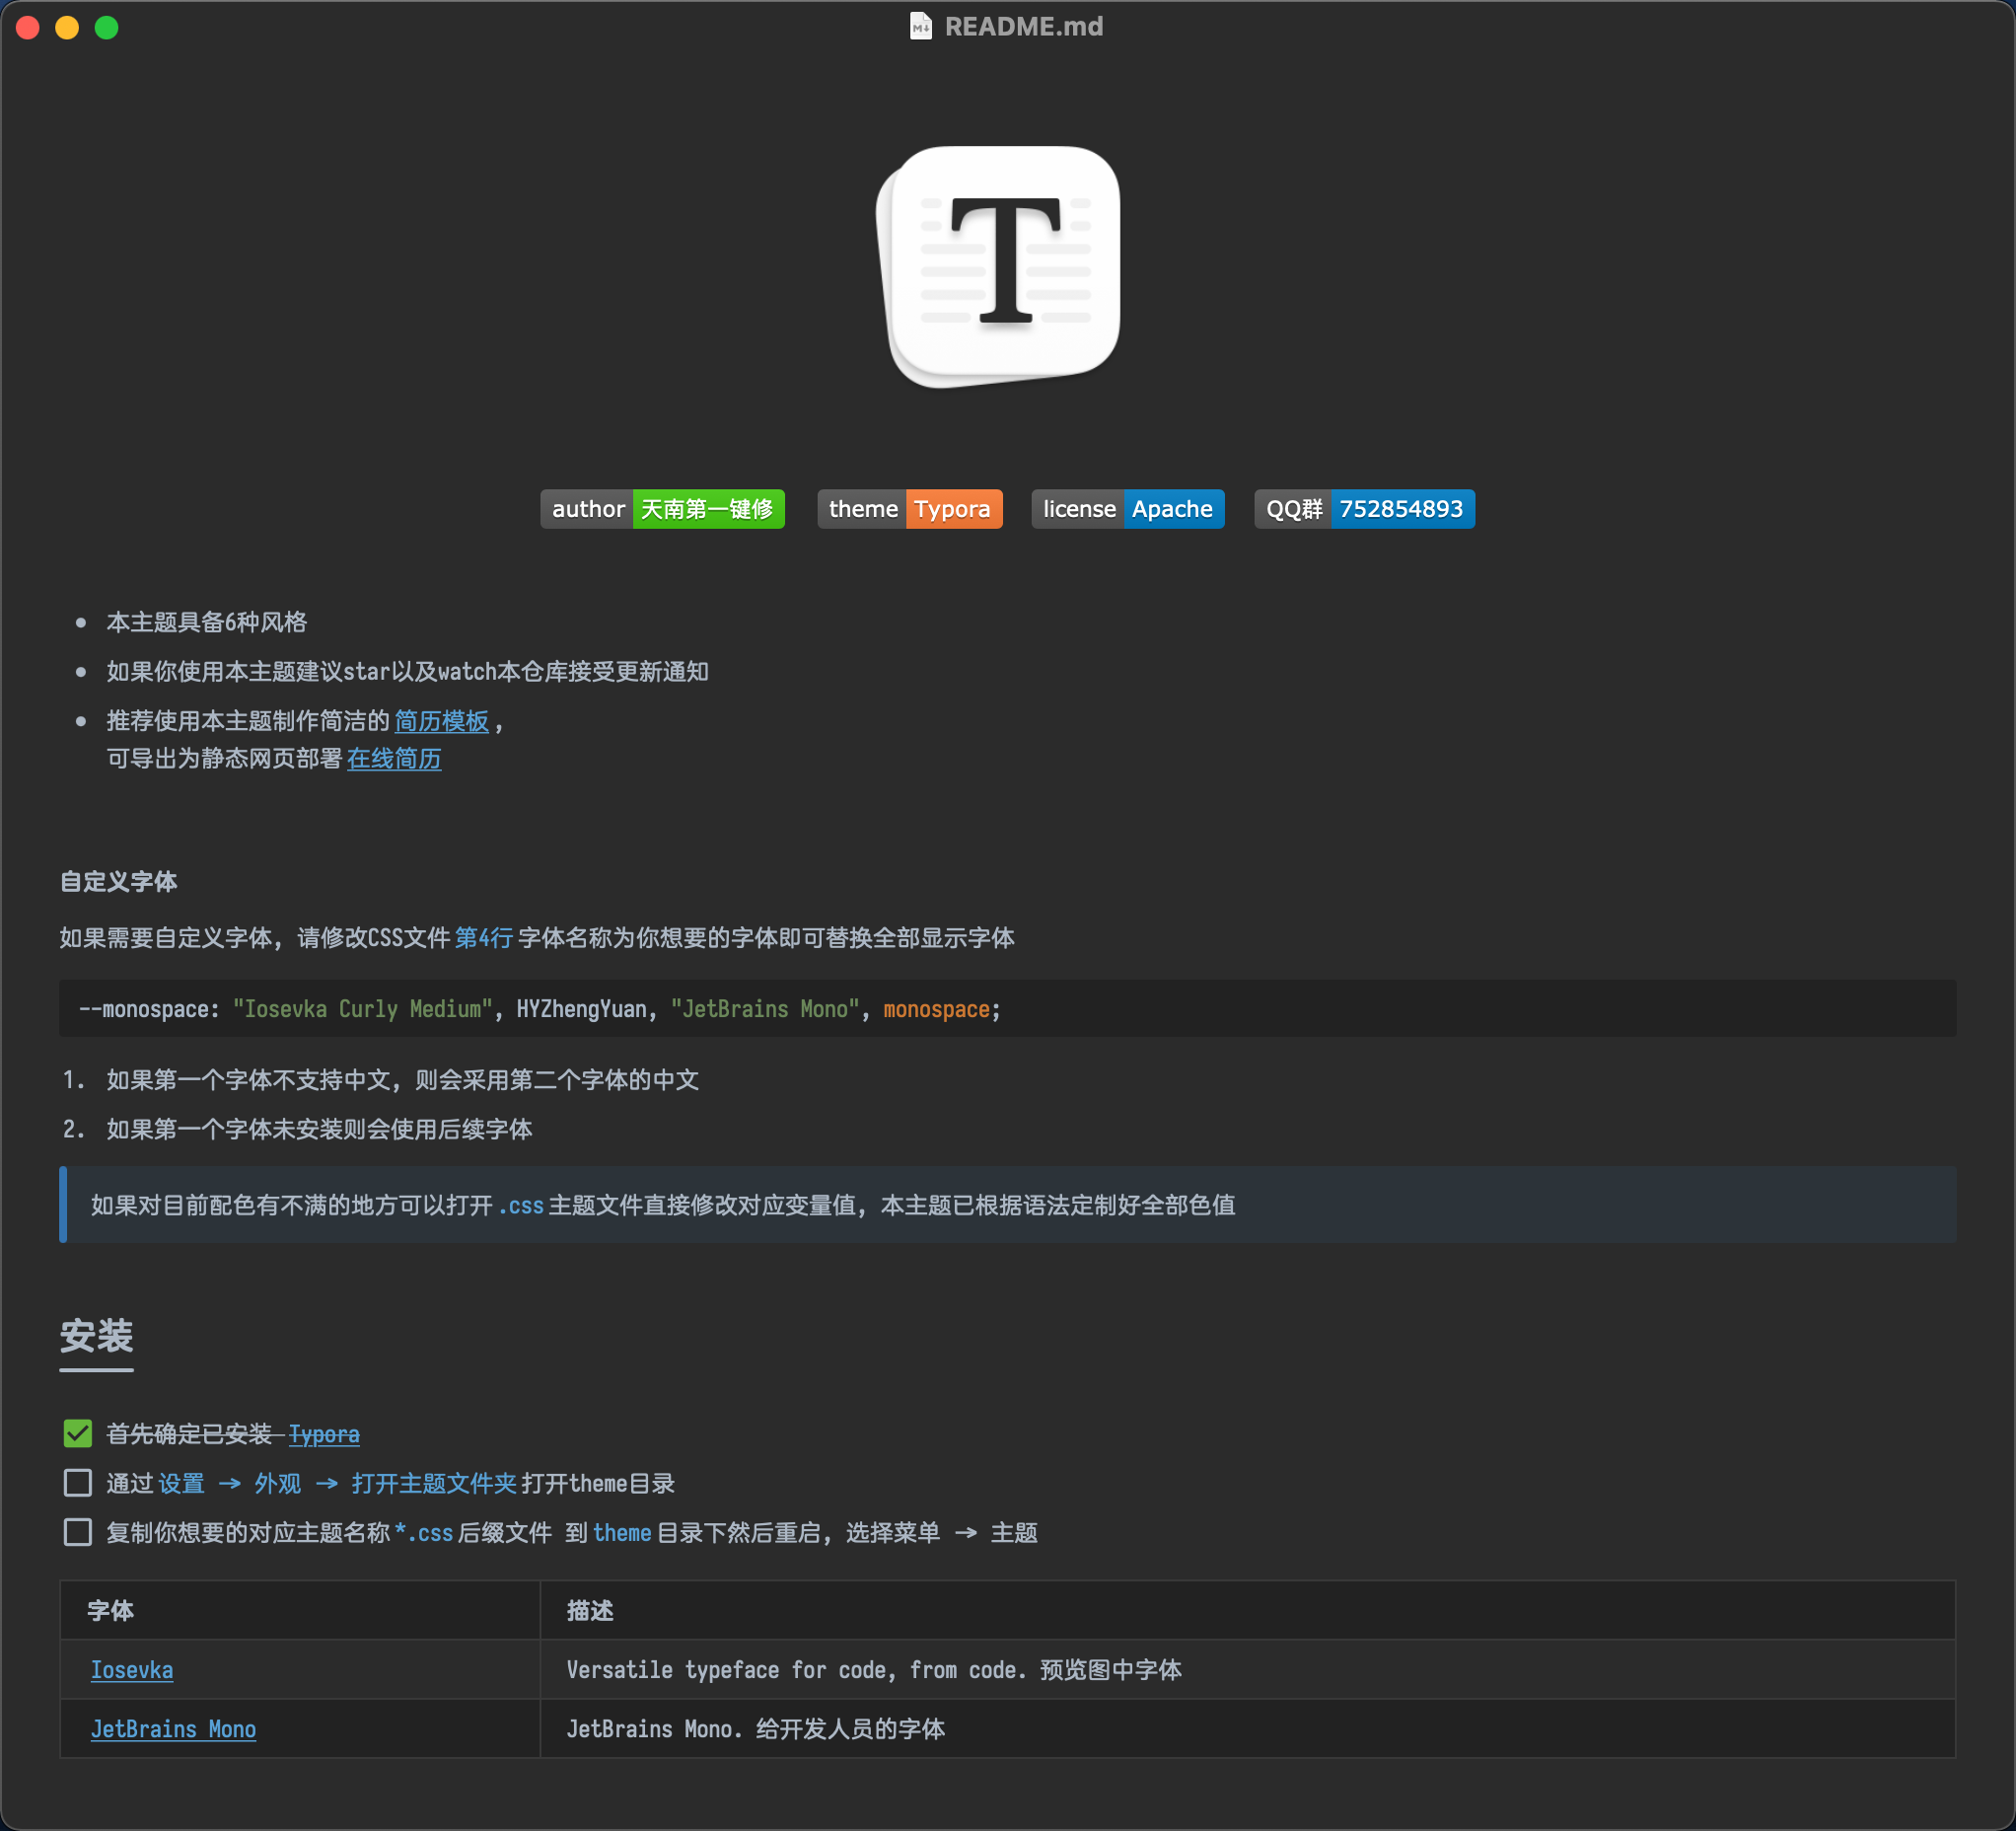 README.md
T
author 天南第一键修 theme Typora license Apache QQ群 752854893
本主题具备6种风格
如果你使用本主题建议star以及watch本仓库接受更新通知
推荐使用本主题制作简洁的 简历模板 ,
可导出为静态网页部署 在线简历
自定义字体
如果需要自定义字体，请修改CSS文件 第4行 字体名称为你想要的字体即可替换全部显示字体
--monospace: "Iosevka Curly Medium", HYZhengYuan, "JetBrains Mono", monospace;
1. 如果第一个字体不支持中文，则会采用第二个字体的中文
2. 如果第一个字体未安装则会使用后续字体
如果对目前配色有不满的地方可以打开 .css 主题文件直接修改对应变量值，本主题已根据语法定制好全部色值
安装
首先确定已安装 Typora
通过 设置 → 外观 → 打开主题文件夹 打开theme目录
复制你想要的对应主题名称 *.css 后缀文件 到 theme 目录下然后重启，选择菜单 → 主题
字体 描述
Iosevka Versatile typeface for code, from code. 预览图中字体
JetBrains Mono JetBrains Mono. 给开发人员的字体